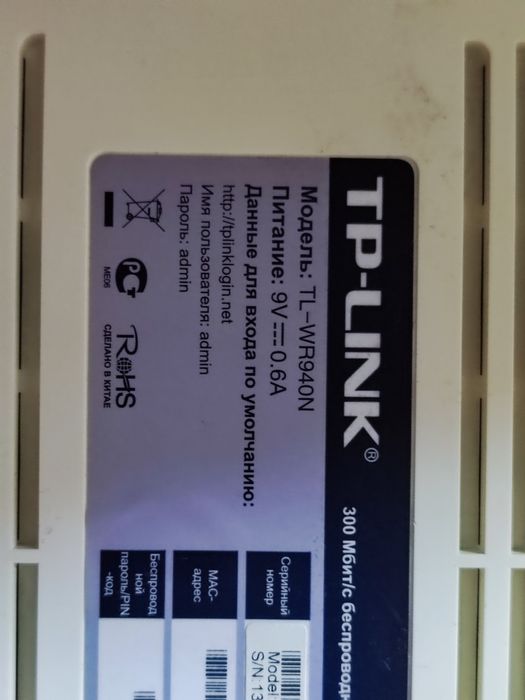 TP-LINK®
300 Мбит/с
Модель: TL-WR940N
Питание: 9V⎓0.6A
Данные для входа по умолчанию:
http://tplinklogin.net
Имя пользователя: admin
Пароль: admin
PG
ME06
RoHS
СДЕЛАНО В КИТАЕ
Серийный
номер
Model
S/N:13
MAC-
адрес
Беспровод
ной
пароль/PIN
-код